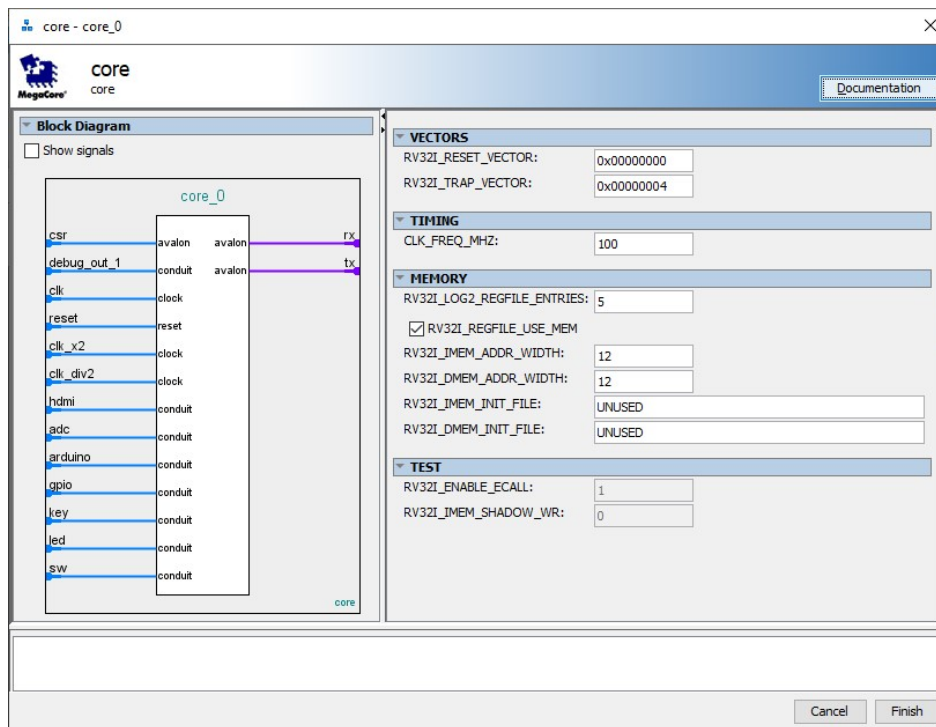 core - core_0
MegaCore®
core
core
Documentation
Block Diagram
Show signals
core_0
csr
avalon
avalon
rx
debug_out_1
conduit
avalon
tx
clk
clock
reset
reset
clk_x2
clock
clk_div2
clock
hdmi
conduit
adc
conduit
arduino
conduit
gpio
conduit
key
conduit
led
conduit
sw
conduit
core
VECTORS
RV32I_RESET_VECTOR: 0x00000000
RV32I_TRAP_VECTOR: 0x00000004
TIMING
CLK_FREQ_MHZ: 100
MEMORY
RV32I_LOG2_REGFILE_ENTRIES: 5
RV32I_REGFILE_USE_MEM
RV32I_IMEM_ADDR_WIDTH: 12
RV32I_DMEM_ADDR_WIDTH: 12
RV32I_IMEM_INIT_FILE: UNUSED
RV32I_DMEM_INIT_FILE: UNUSED
TEST
RV32I_ENABLE_ECALL: 1
RV32I_IMEM_SHADOW_WR: 0
Cancel
Finish